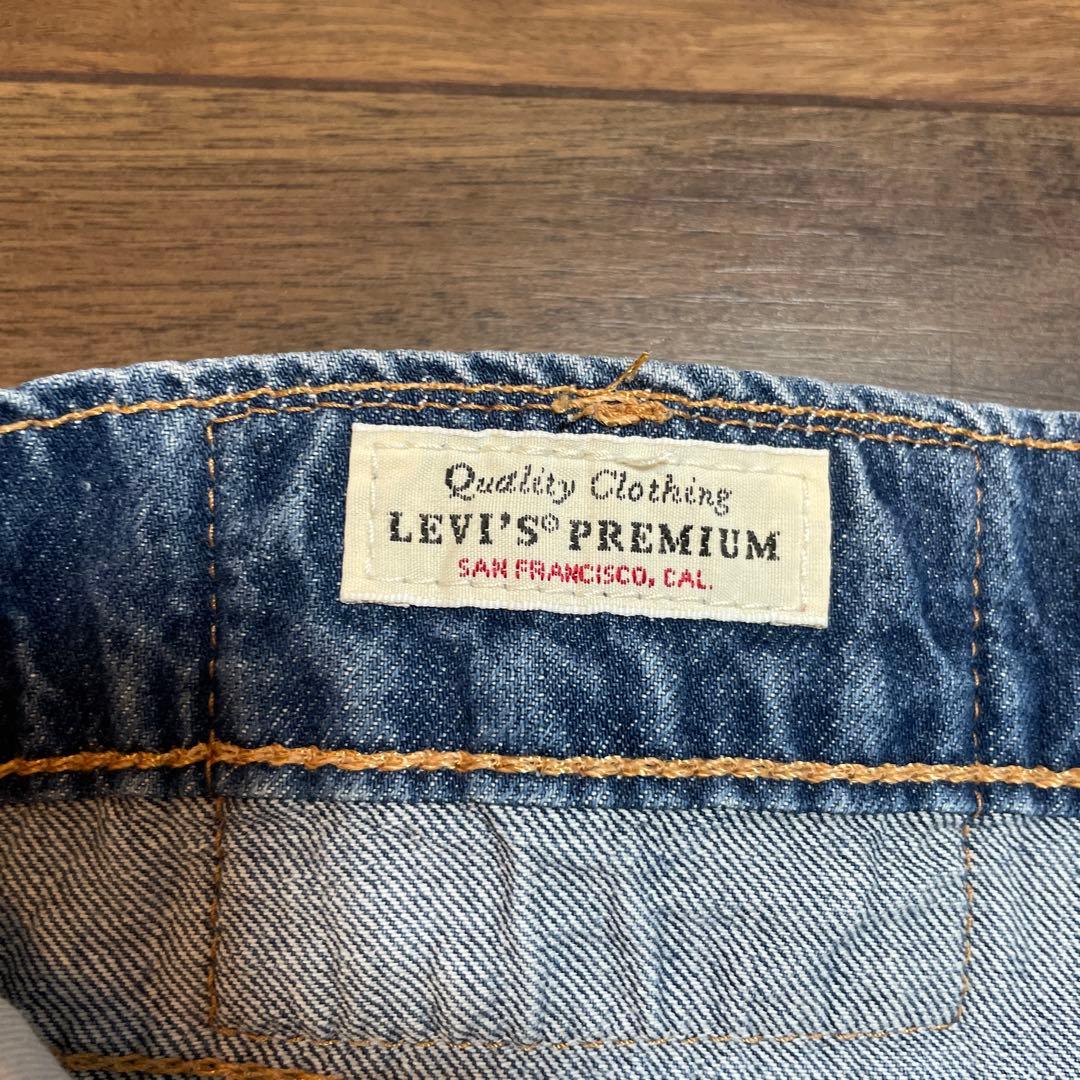 Quality Clothing
LEVI'S® PREMIUM
SAN FRANCISCO, CAL.